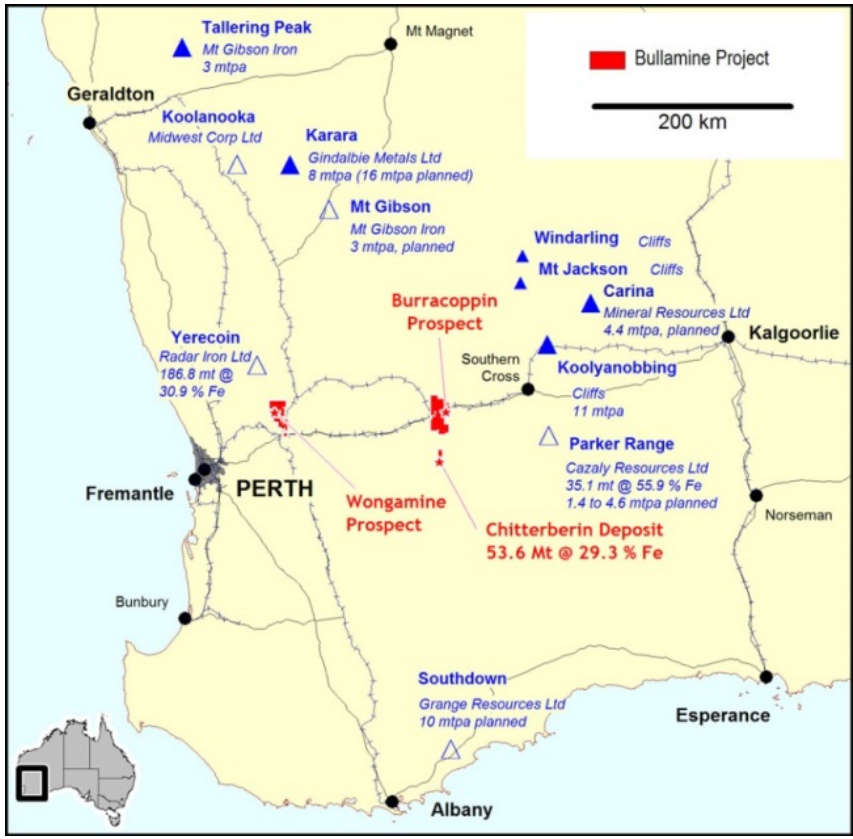 Tallering Peak
Mt Gibson Iron
3 mtpa
Mt Magnet
Bullamine Project
200 km
Geraldton
Koolanooka
Midwest Corp Ltd
Karara
Gindalbie Metals Ltd
8 mtpa (16 mtpa planned)
Mt Gibson
Mt Gibson Iron
3 mtpa, planned
Windarling Cliffs
Mt Jackson Cliffs
Carina
Mineral Resources Ltd
4.4 mtpa, planned
Burracoppin
Prospect
Kalgoorlie
Yerecoin
Radar Iron Ltd
186.8 mt @
30.9 % Fe
Southern
Cross
Koolyanobbing
Cliffs
11 mtpa
Parker Range
Cazaly Resources Ltd
35.1 mt @ 55.9 % Fe
1.4 to 4.6 mtpa planned
Fremantle
PERTH
Wongamine
Prospect
Chitterberin Deposit
53.6 Mt @ 29.3 % Fe
Norseman
Bunbury
Southdown
Grange Resources Ltd
10 mtpa planned
Esperance
Albany